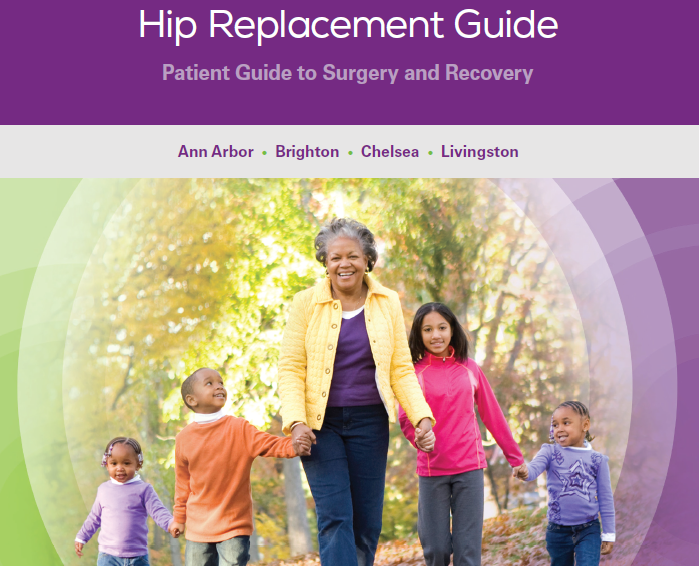 Hip Replacement Guide
Patient Guide to Surgery and Recovery
Ann Arbor • Brighton • Chelsea • Livingston